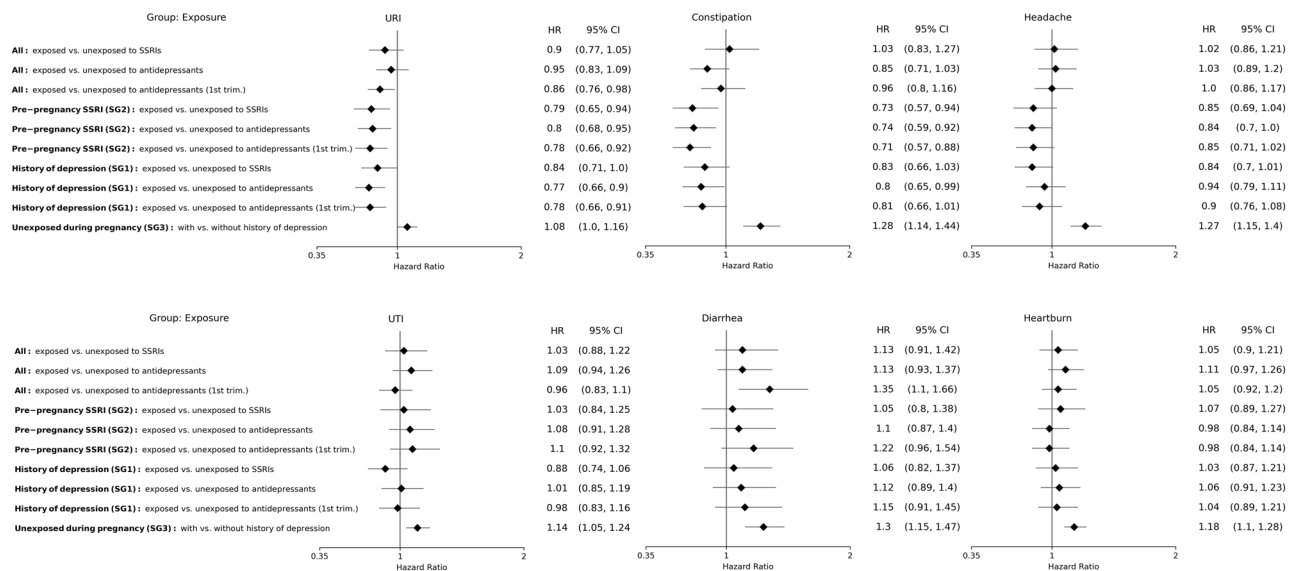 Group: Exposure URI Constipation Headache
HR 95% CI HR 95% CI HR 95% CI
All: exposed vs. unexposed to SSRIs 0.9 (0.77, 1.05) 1.03 (0.83, 1.27) 1.02 (0.86, 1.21)
All: exposed vs. unexposed to antidepressants 0.95 (0.83, 1.09) 0.85 (0.71, 1.03) 1.03 (0.89, 1.2)
All: exposed vs. unexposed to antidepressants (1st trim.) 0.86 (0.76, 0.98) 0.96 (0.8, 1.16) 1.0 (0.86, 1.17)
Pre−pregnancy SSRI (SG2): exposed vs. unexposed to SSRIs 0.79 (0.65, 0.94) 0.73 (0.57, 0.94) 0.85 (0.69, 1.04)
Pre−pregnancy SSRI (SG2): exposed vs. unexposed to antidepressants 0.8 (0.68, 0.95) 0.74 (0.59, 0.92) 0.84 (0.7, 1.0)
Pre−pregnancy SSRI (SG2): exposed vs. unexposed to antidepressants (1st trim.) 0.78 (0.66, 0.92) 0.71 (0.57, 0.88) 0.85 (0.71, 1.02)
History of depression (SG1): exposed vs. unexposed to SSRIs 0.84 (0.71, 1.0) 0.83 (0.66, 1.03) 0.84 (0.7, 1.01)
History of depression (SG1): exposed vs. unexposed to antidepressants 0.77 (0.66, 0.9) 0.8 (0.65, 0.99) 0.94 (0.79, 1.11)
History of depression (SG1): exposed vs. unexposed to antidepressants (1st trim.) 0.78 (0.66, 0.91) 0.81 (0.66, 1.01) 0.9 (0.76, 1.08)
Unexposed during pregnancy (SG3): with vs. without history of depression 1.08 (1.0, 1.16) 1.28 (1.14, 1.44) 1.27 (1.15, 1.4)
0.35 1 2 0.35 1 2 0.35 1 2
Hazard Ratio Hazard Ratio Hazard Ratio
Group: Exposure UTI Diarrhea Heartburn
HR 95% CI HR 95% CI HR 95% CI
All: exposed vs. unexposed to SSRIs 1.03 (0.88, 1.22 1.13 (0.91, 1.42) 1.05 (0.9, 1.21)
All: exposed vs. unexposed to antidepressants 1.09 (0.94, 1.26) 1.13 (0.93, 1.37) 1.11 (0.97, 1.26)
All: exposed vs. unexposed to antidepressants (1st trim.) 0.96 (0.83, 1.1) 1.35 (1.1, 1.66) 1.05 (0.92, 1.2)
Pre−pregnancy SSRI (SG2): exposed vs. unexposed to SSRIs 1.03 (0.84, 1.25) 1.05 (0.8, 1.38) 1.07 (0.89, 1.27)
Pre−pregnancy SSRI (SG2): exposed vs. unexposed to antidepressants 1.08 (0.91, 1.28) 1.1 (0.87, 1.4) 0.98 (0.84, 1.14)
Pre−pregnancy SSRI (SG2): exposed vs. unexposed to antidepressants (1st trim.) 1.1 (0.92, 1.32) 1.22 (0.96, 1.54) 0.98 (0.84, 1.14)
History of depression (SG1): exposed vs. unexposed to SSRIs 0.88 (0.74, 1.06) 1.06 (0.82, 1.37) 1.03 (0.87, 1.21)
History of depression (SG1): exposed vs. unexposed to antidepressants 1.01 (0.85, 1.19) 1.12 (0.89, 1.4) 1.06 (0.91, 1.23)
History of depression (SG1): exposed vs. unexposed to antidepressants (1st trim.) 0.98 (0.83, 1.16) 1.15 (0.91, 1.45) 1.04 (0.89, 1.21)
Unexposed during pregnancy (SG3): with vs. without history of depression 1.14 (1.05, 1.24) 1.3 (1.15, 1.47) 1.18 (1.1, 1.28)
0.35 1 2 0.35 1 2 0.35 1 2
Hazard Ratio Hazard Ratio Hazard Ratio